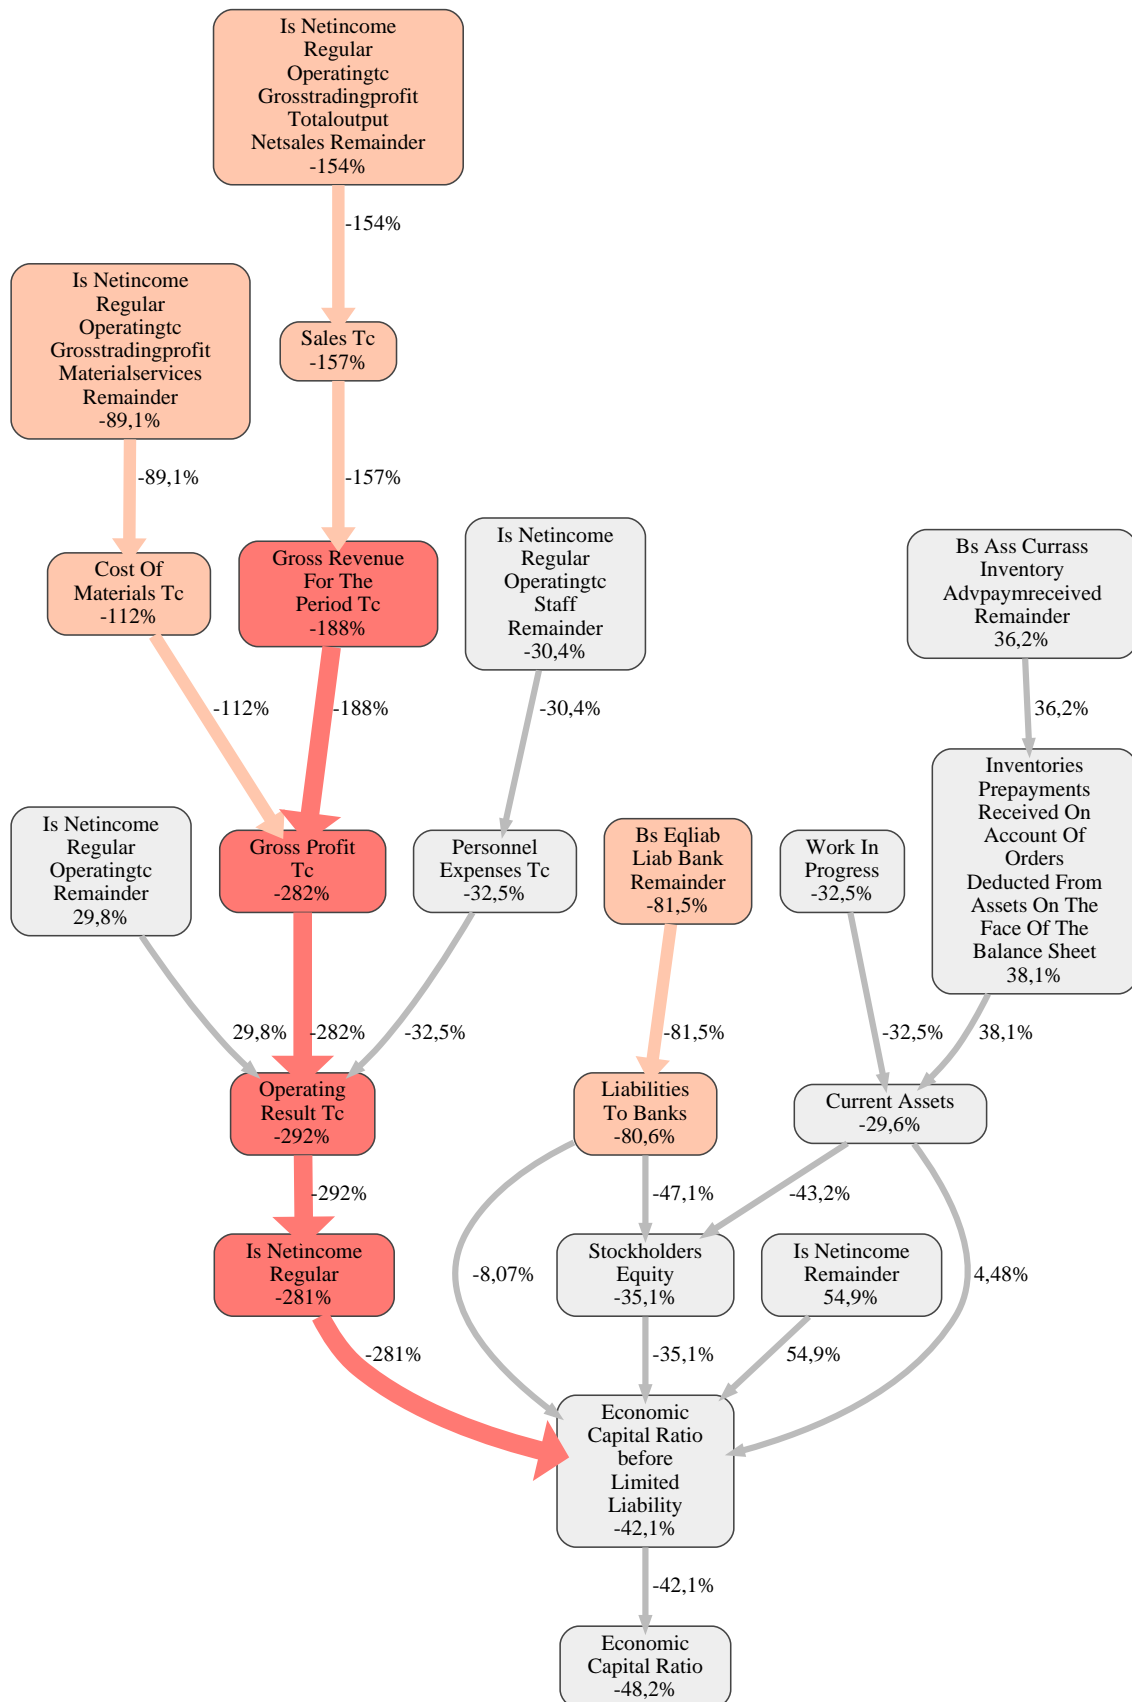 Is Netincome
Regular
Operatingtc
Grosstradingprofit
Totaloutput
Netsales Remainder
-154%
-154%
Is Netincome
Regular
Operatingtc
Grosstradingprofit
Materialservices
Remainder
-89,1%
Sales Tc
-157%
-89,1%
-157%
Cost Of
Materials Tc
-112%
Gross Revenue
For The
Period Tc
-188%
Is Netincome
Regular
Operatingtc
Staff
Remainder
-30,4%
Bs Ass Currass
Inventory
Advpaymreceived
Remainder
36,2%
-112%
-188%
-30,4%
36,2%
Is Netincome
Regular
Operatingtc
Remainder
29,8%
Gross Profit
Tc
-282%
Personnel
Expenses Tc
-32,5%
Bs Eqliab
Liab Bank
Remainder
-81,5%
Work In
Progress
-32,5%
Inventories
Prepayments
Received On
Account Of
Orders
Deducted From
Assets On The
Face Of The
Balance Sheet
38,1%
29,8%
-282%
-32,5%
-81,5%
-32,5%
38,1%
Operating
Result Tc
-292%
Liabilities
To Banks
-80,6%
Current Assets
-29,6%
-292%
-47,1%
-43,2%
Is Netincome
Regular
-281%
-8,07%
Stockholders
Equity
-35,1%
Is Netincome
Remainder
54,9%
4,48%
-281%
-35,1%
54,9%
Economic
Capital Ratio
before
Limited
Liability
-42,1%
-42,1%
Economic
Capital Ratio
-48,2%